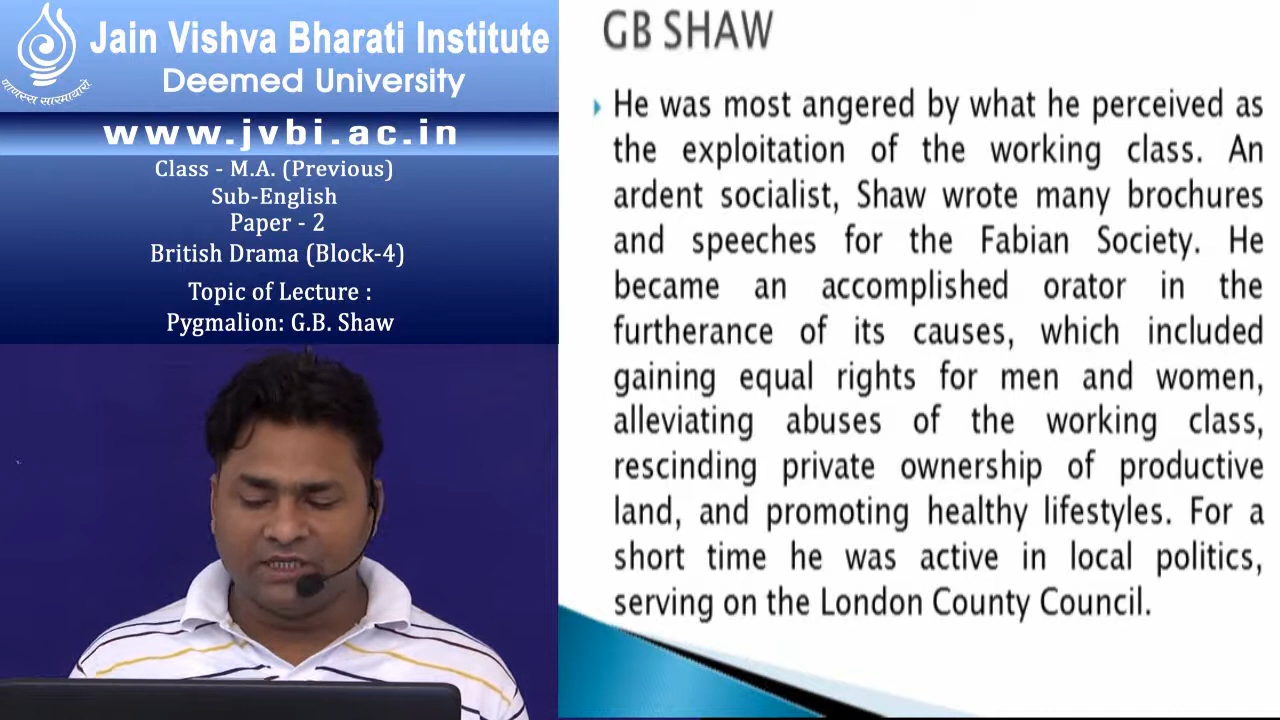 Jain Vishva Bharati Institute
Deemed University
णाणस्स सारमायारो
www.jvbi.ac.in
Class - M.A. (Previous)
Sub-English
Paper - 2
British Drama (Block-4)
Topic of Lecture :
Pygmalion: G.B. Shaw
GB SHAW
He was most angered by what he perceived as
the exploitation of the working class. An
ardent socialist, Shaw wrote many brochures
and speeches for the Fabian Society. He
became an accomplished orator in the
furtherance of its causes, which included
gaining equal rights for men and women,
alleviating abuses of the working class,
rescinding private ownership of productive
land, and promoting healthy lifestyles. For a
short time he was active in local politics,
serving on the London County Council.